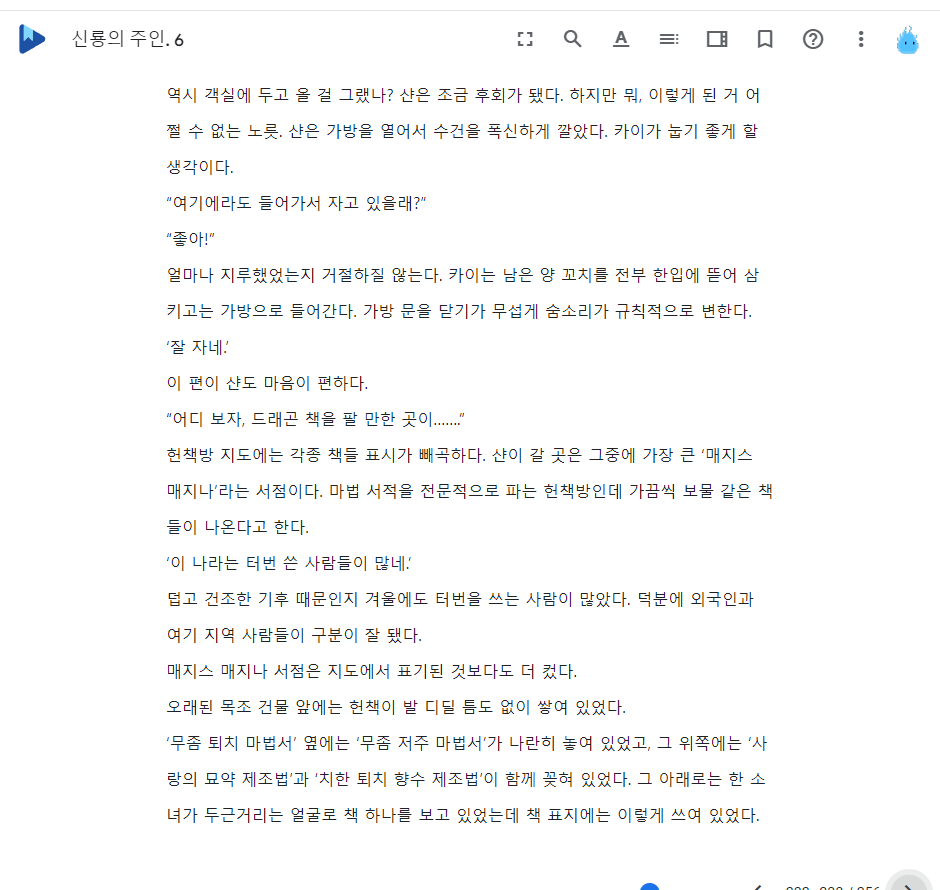 신룡의 주인. 6
역시 객실에 두고 올 걸 그랬나? 샨은 조금 후회가 됐다. 하지만 뭐, 이렇게 된 거 어
쩔 수 없는 노릇. 샨은 가방을 열어서 수건을 폭신하게 깔았다. 카이가 눕기 좋게 할
생각이다.
“여기에라도 들어가서 자고 있을래?”
“좋아!”
얼마나 지루했었는지 거절하질 않는다. 카이는 남은 양 꼬치를 전부 한입에 뜯어 삼
키고는 가방으로 들어간다. 가방 문을 닫기가 무섭게 숨소리가 규칙적으로 변한다.
‘잘 자네.’
이 편이 샨도 마음이 편하다.
“어디 보자, 드래곤 책을 팔 만한 곳이…….”
헌책방 지도에는 각종 책들 표시가 빼곡하다. 샨이 갈 곳은 그중에 가장 큰 ‘매지스
매지나’라는 서점이다. 마법 서적을 전문적으로 파는 헌책방인데 가끔씩 보물 같은 책
들이 나온다고 한다.
‘이 나라는 터번 쓴 사람들이 많네.’
덥고 건조한 기후 때문인지 겨울에도 터번을 쓰는 사람이 많았다. 덕분에 외국인과
여기 지역 사람들이 구분이 잘 됐다.
매지스 매지나 서점은 지도에서 표기된 것보다도 더 컸다.
오래된 목조 건물 앞에는 헌책이 발 디딜 틈도 없이 쌓여 있었다.
‘무좀 퇴치 마법서’ 옆에는 ‘무좀 저주 마법서’가 나란히 놓여 있었고, 그 위쪽에는 ‘사
랑의 묘약 제조법’과 ‘치한 퇴치 향수 제조법’이 함께 꽂혀 있었다. 그 아래로는 한 소
녀가 두근거리는 얼굴로 책 하나를 보고 있었는데 책 표지에는 이렇게 쓰여 있었다.